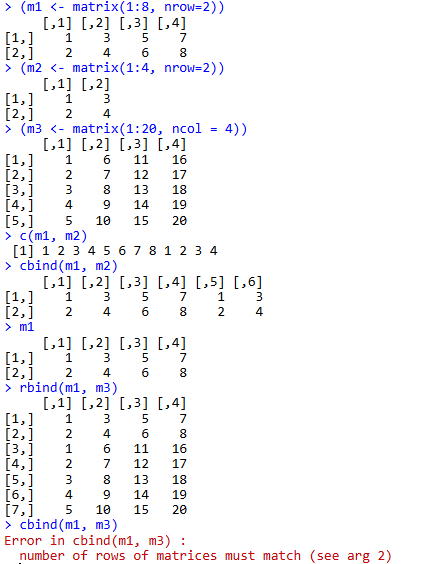 > (m1 <- matrix(1:8, nrow=2))
     [,1] [,2] [,3] [,4]
[1,]    1    3    5    7
[2,]    2    4    6    8
> (m2 <- matrix(1:4, nrow=2))
     [,1] [,2]
[1,]    1    3
[2,]    2    4
> (m3 <- matrix(1:20, ncol = 4))
     [,1] [,2] [,3] [,4]
[1,]    1    6   11   16
[2,]    2    7   12   17
[3,]    3    8   13   18
[4,]    4    9   14   19
[5,]    5   10   15   20
> c(m1, m2)
 [1] 1 2 3 4 5 6 7 8 1 2 3 4
> cbind(m1, m2)
     [,1] [,2] [,3] [,4] [,5] [,6]
[1,]    1    3    5    7    1    3
[2,]    2    4    6    8    2    4
> m1
     [,1] [,2] [,3] [,4]
[1,]    1    3    5    7
[2,]    2    4    6    8
> rbind(m1, m3)
     [,1] [,2] [,3] [,4]
[1,]    1    3    5    7
[2,]    2    4    6    8
[3,]    1    6   11   16
[4,]    2    7   12   17
[5,]    3    8   13   18
[6,]    4    9   14   19
[7,]    5   10   15   20
> cbind(m1, m3)
Error in cbind(m1, m3) :
  number of rows of matrices must match (see arg 2)